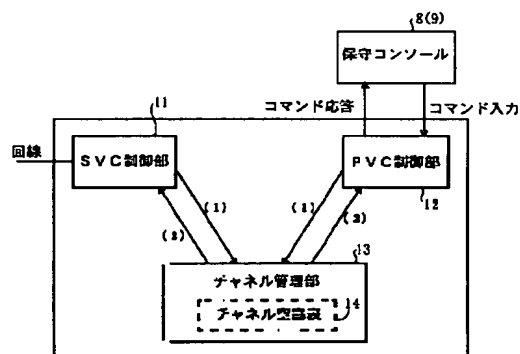 8(9)
保守コンソール
コマンド応答
コマンド入力
11
回線
SVC制御部
PVC制御部
12
(1)
(2)
(1)
(2)
13
チャネル管理部
チャネル空塞表
14